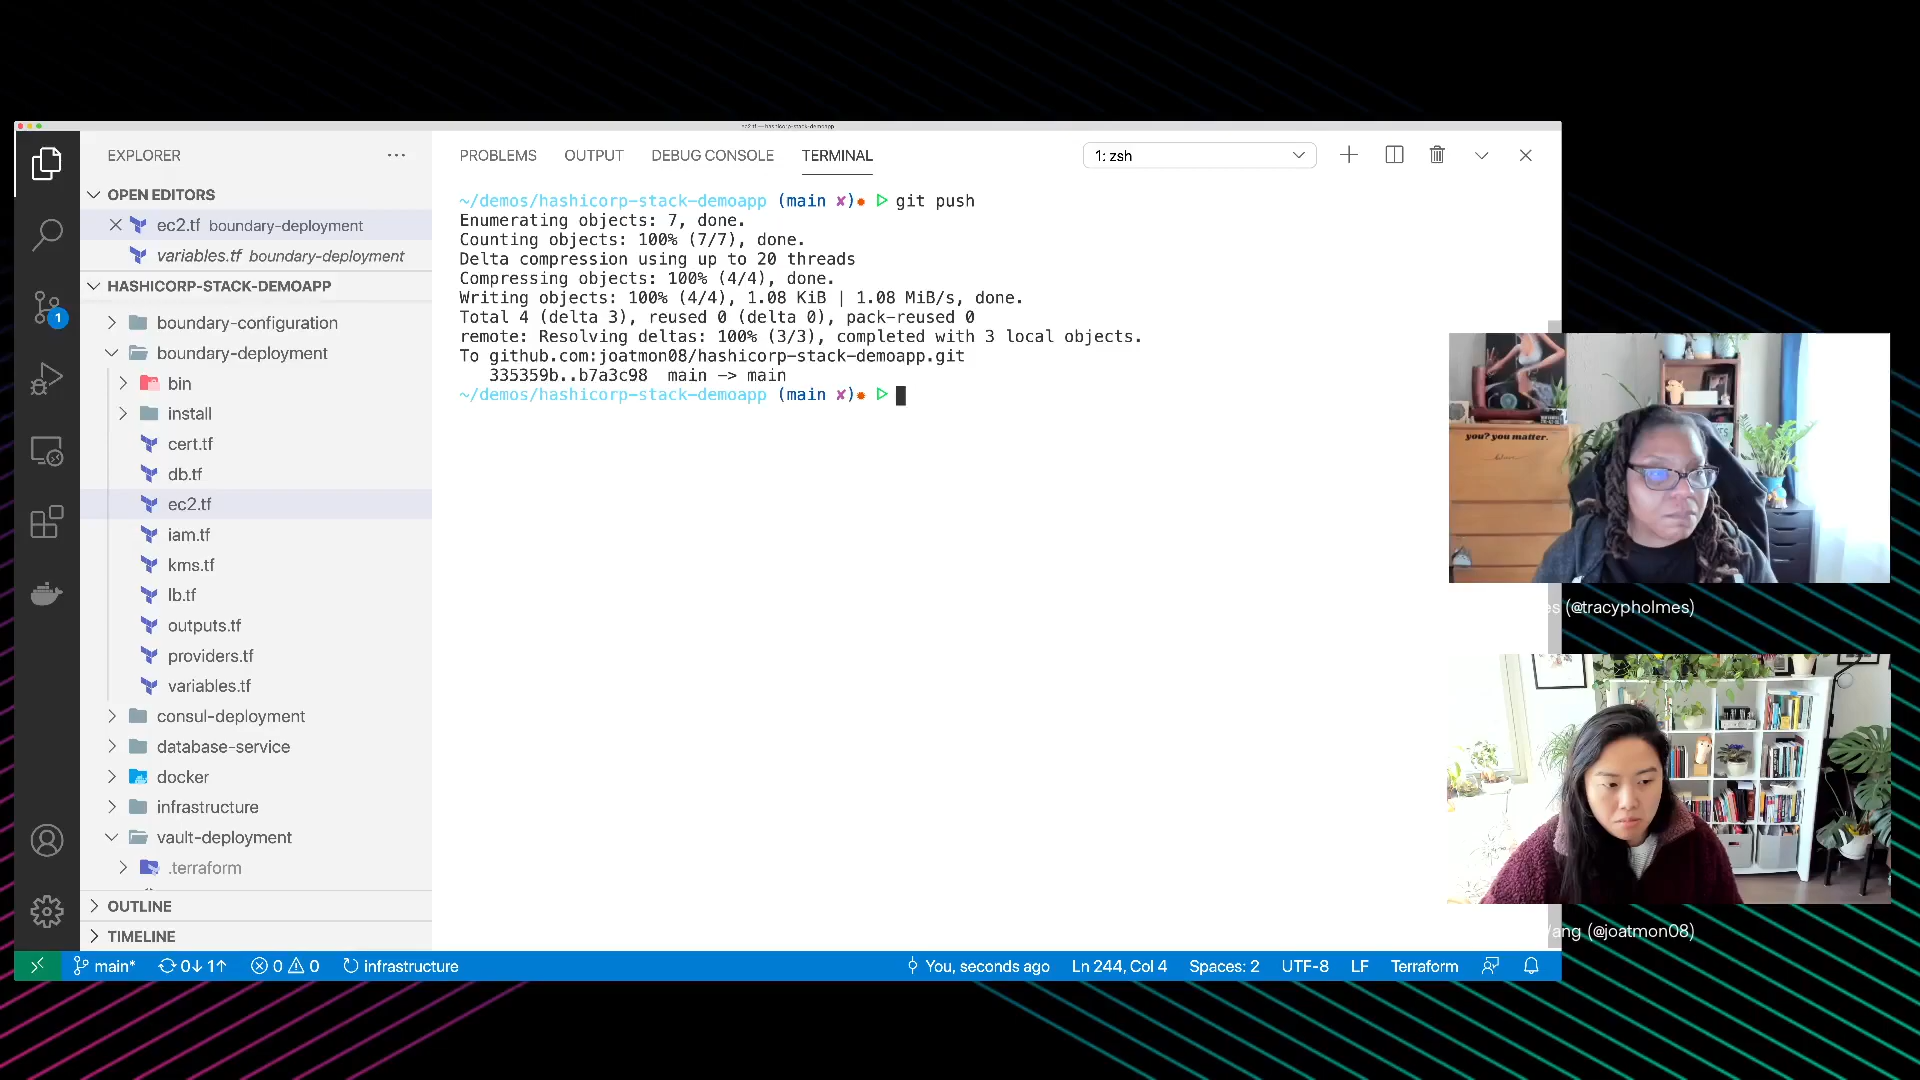 ec2.tf — hashicorp-stack-demoapp
EXPLORER
OPEN EDITORS
ec2.tf boundary-deployment
variables.tf boundary-deployment
HASHICORP-STACK-DEMOAPP
boundary-configuration
boundary-deployment
bin
install
cert.tf
db.tf
ec2.tf
iam.tf
kms.tf
lb.tf
outputs.tf
providers.tf
variables.tf
consul-deployment
database-service
docker
infrastructure
vault-deployment
.terraform
OUTLINE
TIMELINE
1
PROBLEMS OUTPUT DEBUG CONSOLE TERMINAL 1: zsh
~/demos/hashicorp-stack-demoapp (main ✘)● ▷ git push
Enumerating objects: 7, done.
Counting objects: 100% (7/7), done.
Delta compression using up to 20 threads
Compressing objects: 100% (4/4), done.
Writing objects: 100% (4/4), 1.08 KiB | 1.08 MiB/s, done.
Total 4 (delta 3), reused 0 (delta 0), pack-reused 0
remote: Resolving deltas: 100% (3/3), completed with 3 local objects.
To github.com:joatmon08/hashicorp-stack-demoapp.git
335359b..b7a3c98 main -> main
~/demos/hashicorp-stack-demoapp (main ✘)● ▷
you? you matter.
es (@tracypholmes)
ang (@joatmon08)
main* 0↓ 1↑ 0 0 infrastructure You, seconds ago Ln 244, Col 4 Spaces: 2 UTF-8 LF Terraform